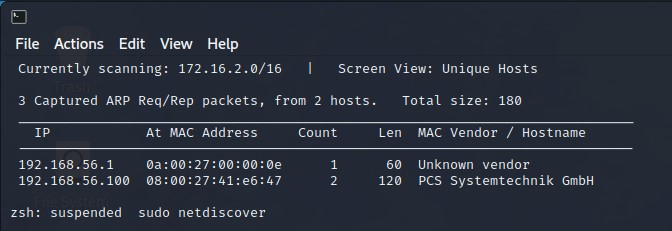 File Actions Edit View Help
Currently scanning: 172.16.2.0/16 | Screen View: Unique Hosts
3 Captured ARP Req/Rep packets, from 2 hosts. Total size: 180
IP At MAC Address Count Len MAC Vendor / Hostname
192.168.56.1 0a:00:27:00:00:0e 1 60 Unknown vendor
192.168.56.100 08:00:27:41:e6:47 2 120 PCS Systemtechnik GmbH
File System
zsh: suspended sudo netdiscover